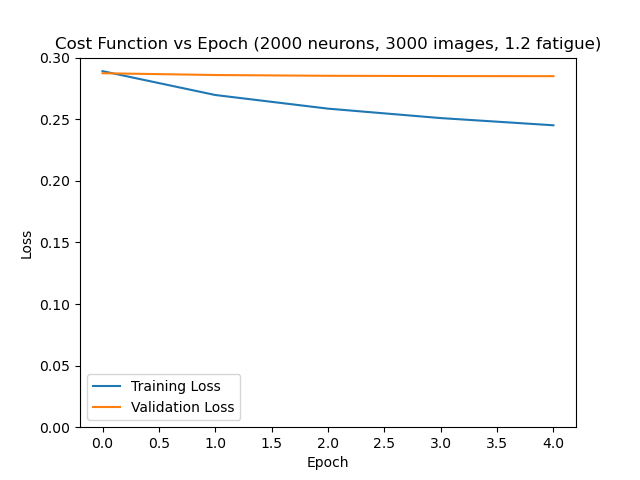 Cost Function vs Epoch (2000 neurons, 3000 images, 1.2 fatigue)
0.30
0.25
0.20
0.15
0.10
0.05
0.00
Loss
Training Loss
Validation Loss
0.0 0.5 1.0 1.5 2.0 2.5 3.0 3.5 4.0
Epoch